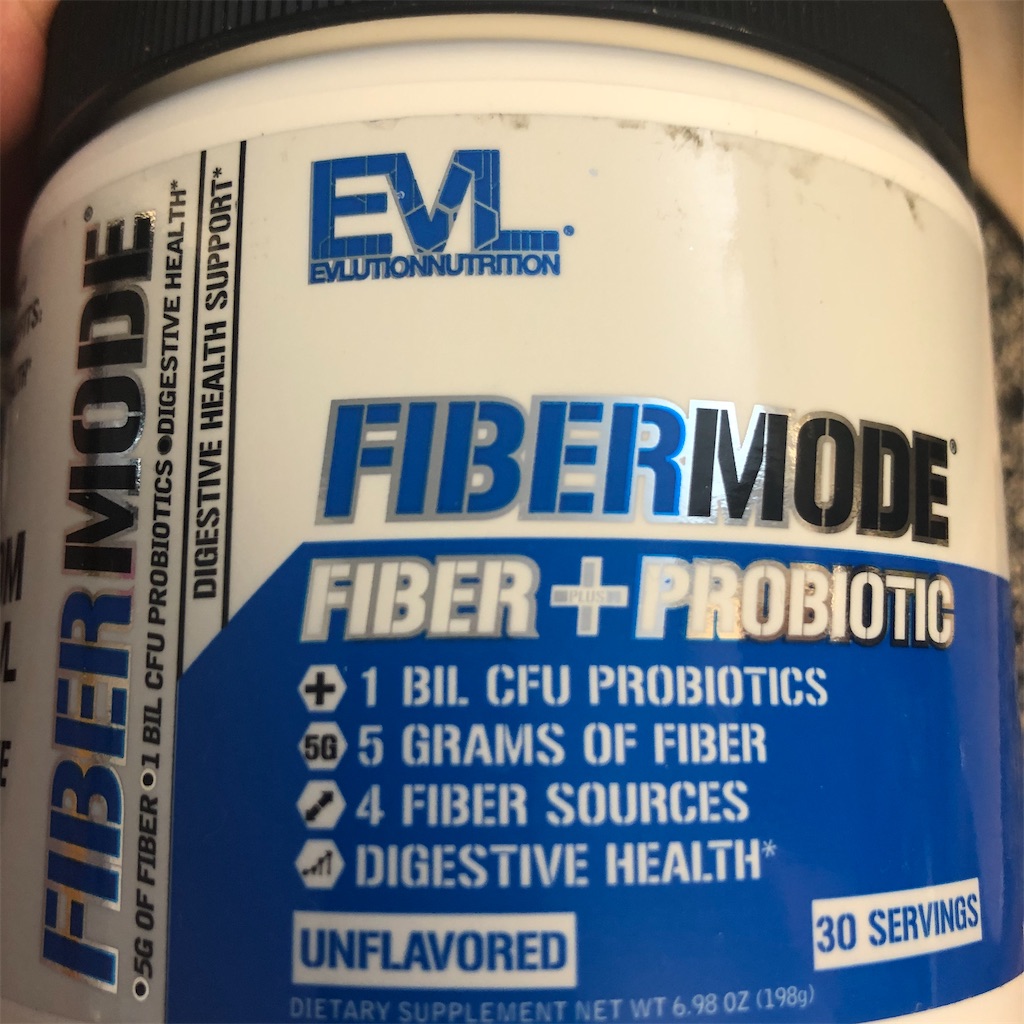 EVL®
EVLUTIONNUTRITION
FIBERMODE®
FIBER PLUS PROBIOTIC
1 BIL CFU PROBIOTICS
5G 5 GRAMS OF FIBER
4 FIBER SOURCES
DIGESTIVE HEALTH*
UNFLAVORED
30 SERVINGS
DIETARY SUPPLEMENT NET WT 6.98 OZ (198g)
FIBERMODE®
•5G OF FIBER •1 BIL CFU PROBIOTICS •DIGESTIVE HEALTH*
DIGESTIVE HEALTH SUPPORT*